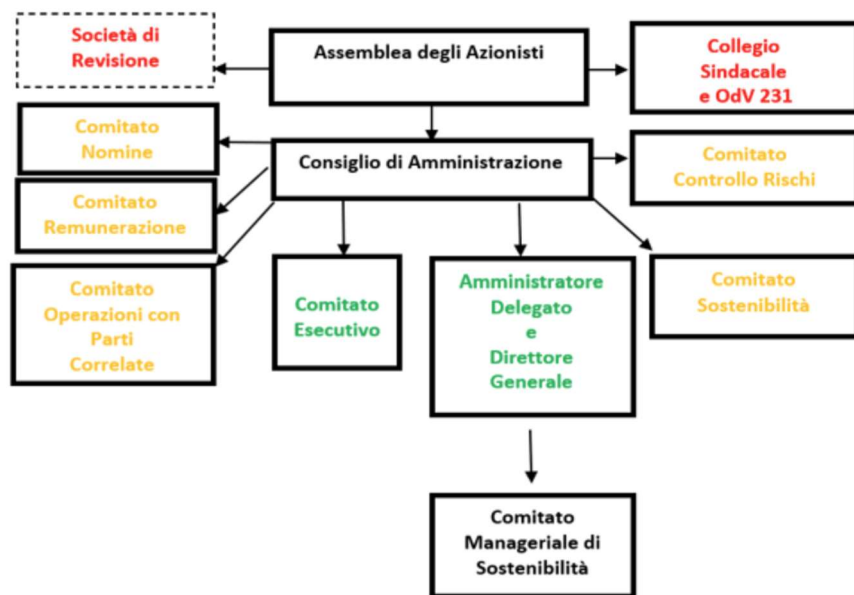 Società di
Revisione
Assemblea degli Azionisti
Collegio
Sindacale
e OdV 231
Comitato
Nomine
Consiglio di Amministrazione
Comitato
Controllo Rischi
Comitato
Remunerazione
Comitato
Operazioni con
Parti
Correlate
Comitato
Esecutivo
Amministratore
Delegato
e
Direttore
Generale
Comitato
Sostenibilità
Comitato
Manageriale di
Sostenibilità